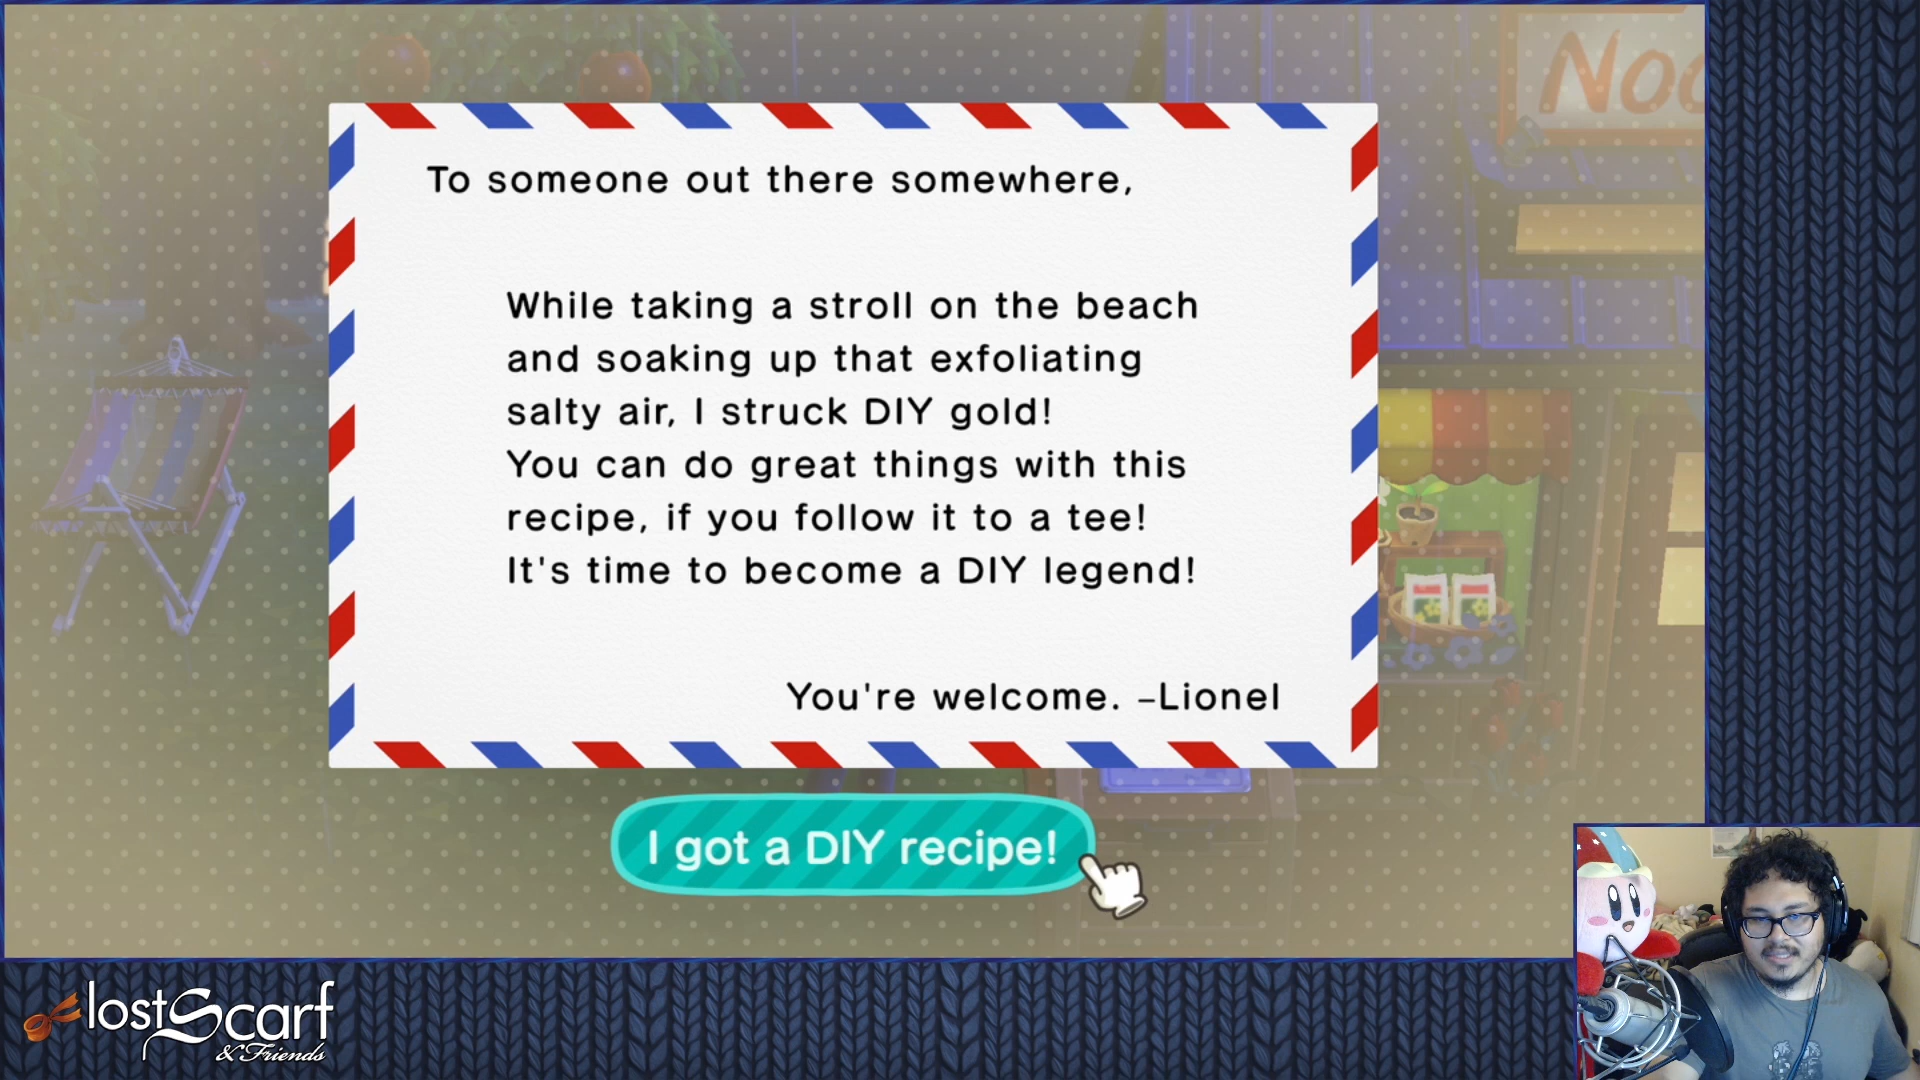 Noo
To someone out there somewhere,
While taking a stroll on the beach
and soaking up that exfoliating
salty air, I struck DIY gold!
You can do great things with this
recipe, if you follow it to a tee!
It's time to become a DIY legend!
You're welcome. –Lionel
I got a DIY recipe!
lostScarf
& Friends